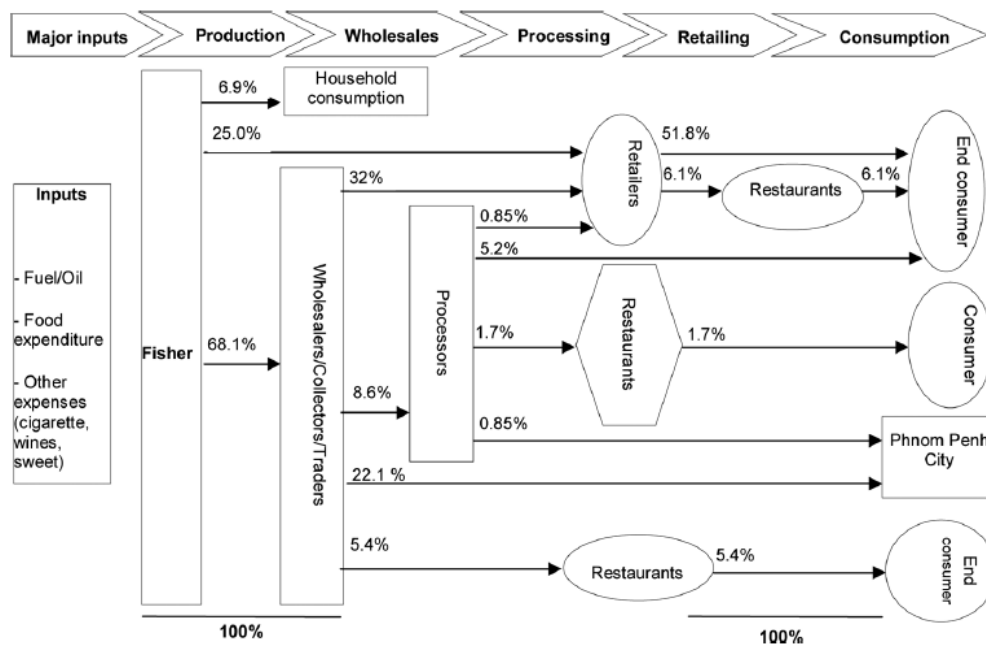 Major inputs
Production
Wholesales
Processing
Retailing
Consumption
6.9%
Household
consumption
25.0%
51.8%
Retailers
End consumer
32%
6.1%
Restaurants
6.1%
0.85%
5.2%
Inputs
- Fuel/Oil
- Food
expenditure
- Other
expenses
(cigarette,
wines,
sweet)
Fisher
68.1%
Wholesalers/Collectors/Traders
Processors
1.7%
Restaurants
1.7%
Consumer
8.6%
0.85%
Phnom Penh
City
22.1 %
5.4%
Restaurants
5.4%
End
consumer
100%
100%